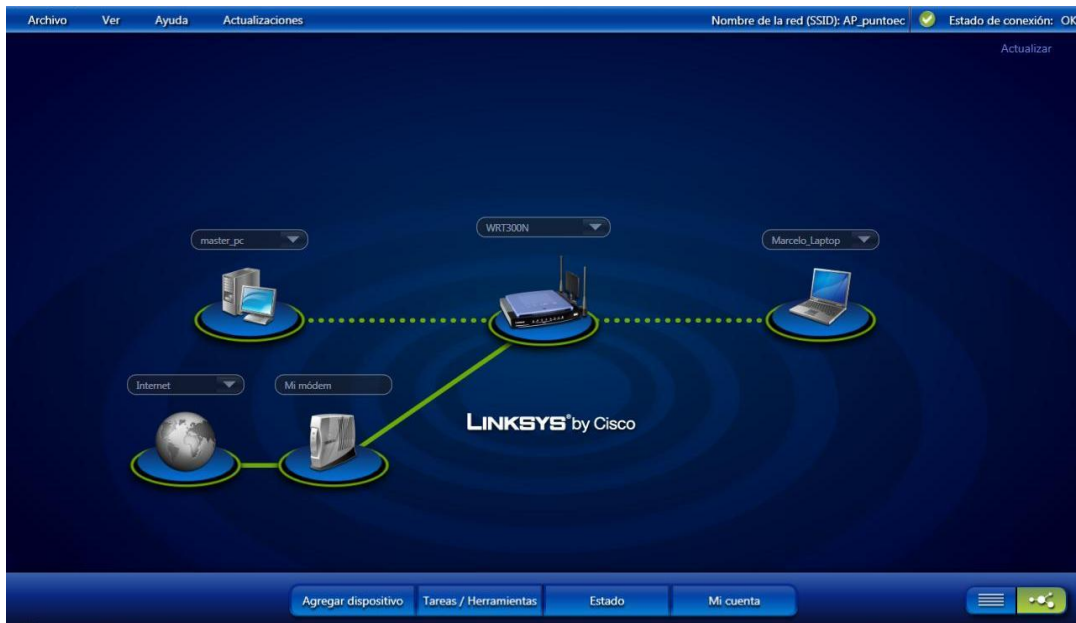 Archivo Ver Ayuda Actualizaciones Nombre de la red (SSID): AP_puntoec Estado de conexión: OK
Actualizar
WRT300N
master_pc
Marcelo_Laptop
Internet
Mi módem
LINKSYS® by Cisco
Agregar dispositivo Tareas / Herramientas Estado Mi cuenta